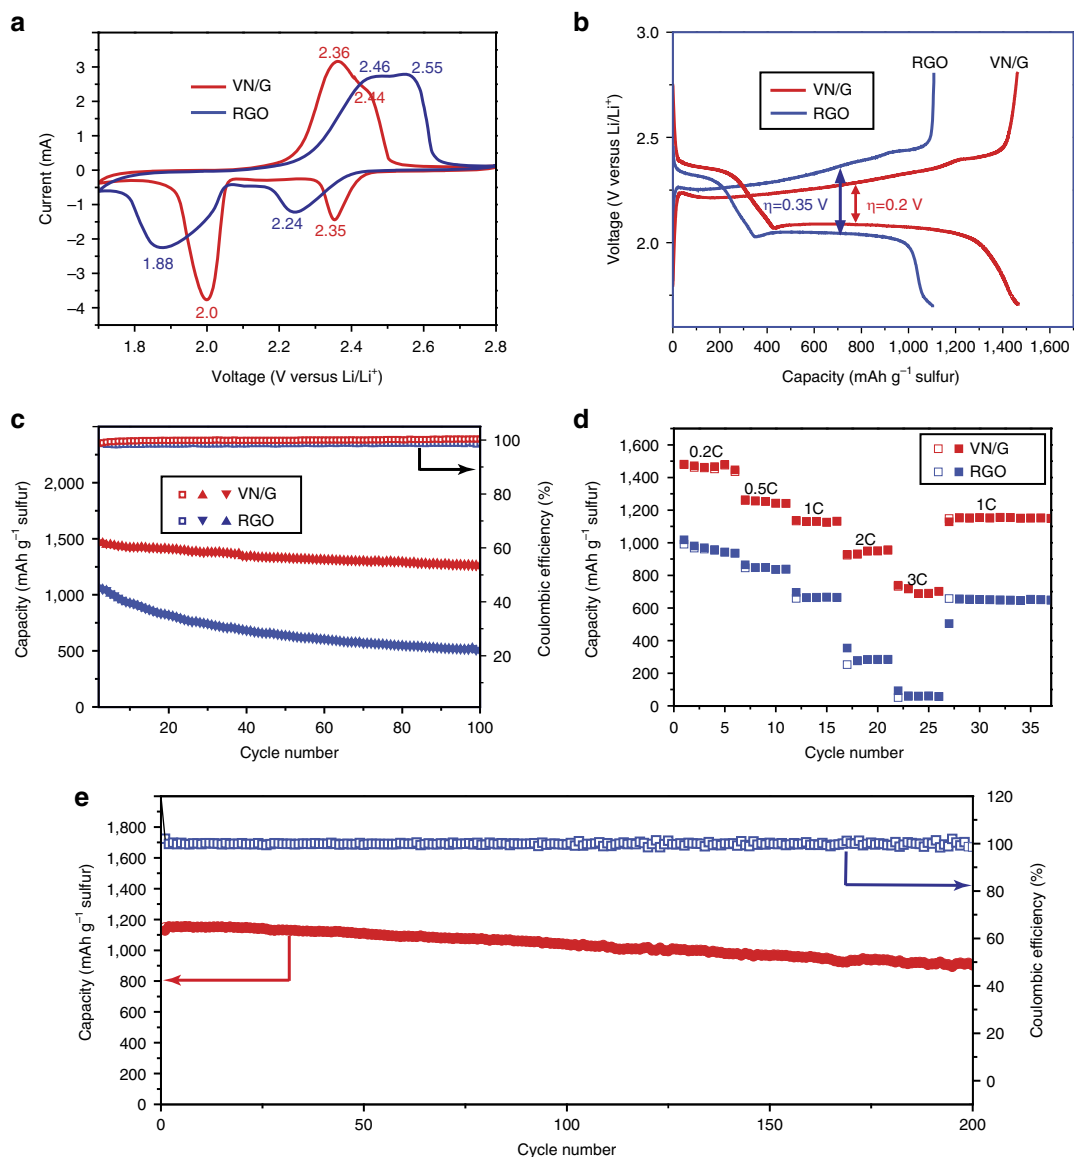 a
Current (mA)
3
2
1
0
−1
−2
−3
−4
VN/G
RGO
2.36
2.46
2.55
2.44
2.24
2.35
1.88
2.0
1.8
2.0
2.2
2.4
2.6
2.8
Voltage (V versus Li/Li⁺)
b
Voltage (V versus Li/Li⁺)
3.0
2.5
2.0
VN/G
RGO
RGO
VN/G
η=0.35 V
η=0.2 V
0
200
400
600
800
1,000
1,200
1,400
1,600
Capacity (mAh g⁻¹ sulfur)
c
Capacity (mAh g⁻¹ sulfur)
2,000
1,500
1,000
500
0
VN/G
RGO
100
80
60
40
20
Coulombic efficiency (%)
20
40
60
80
100
Cycle number
d
Capacity (mAh g⁻¹ sulfur)
1,600
1,400
1,200
1,000
800
600
400
200
0
VN/G
RGO
0.2C
0.5C
1C
2C
3C
1C
0
5
10
15
20
25
30
35
Cycle number
e
Capacity (mAh g⁻¹ sulfur)
1,800
1,600
1,400
1,200
1,000
800
600
400
200
0
120
100
80
60
40
20
0
Coulombic efficiency (%)
0
50
100
150
200
Cycle number